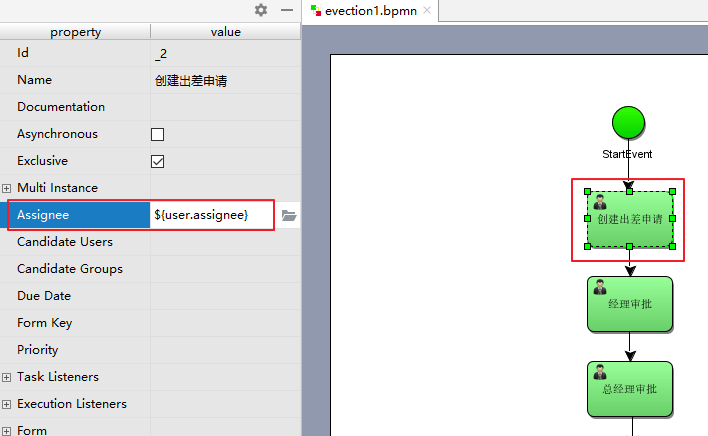 property value
Id _2
Name 创建出差申请
Documentation
Asynchronous
Exclusive
Multi Instance
Assignee ${user.assignee}
Candidate Users
Candidate Groups
Due Date
Form Key
Priority
Task Listeners
Execution Listeners
Form
evection1.bpmn
StartEvent
创建出差申请
经理审批
总经理审批